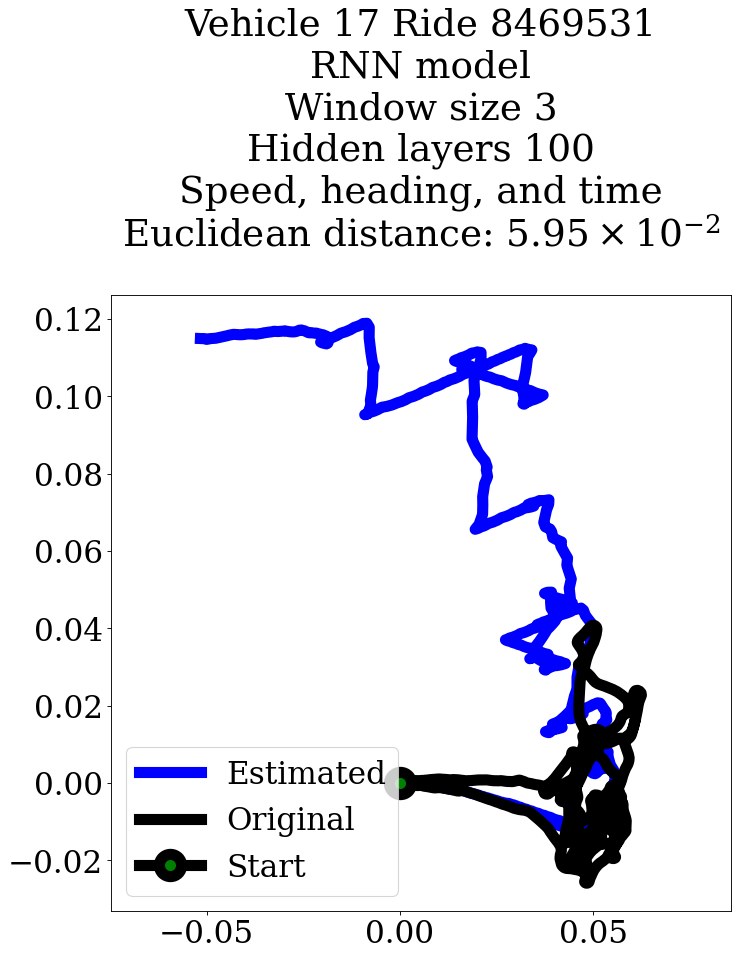 Vehicle 17 Ride 8469531
RNN model
Window size 3
Hidden layers 100
Speed, heading, and time
Euclidean distance: 5.95 × 10⁻²
0.12
0.10
0.08
0.06
0.04
0.02
0.00
−0.02
Estimated
Original
Start
−0.05 0.00 0.05